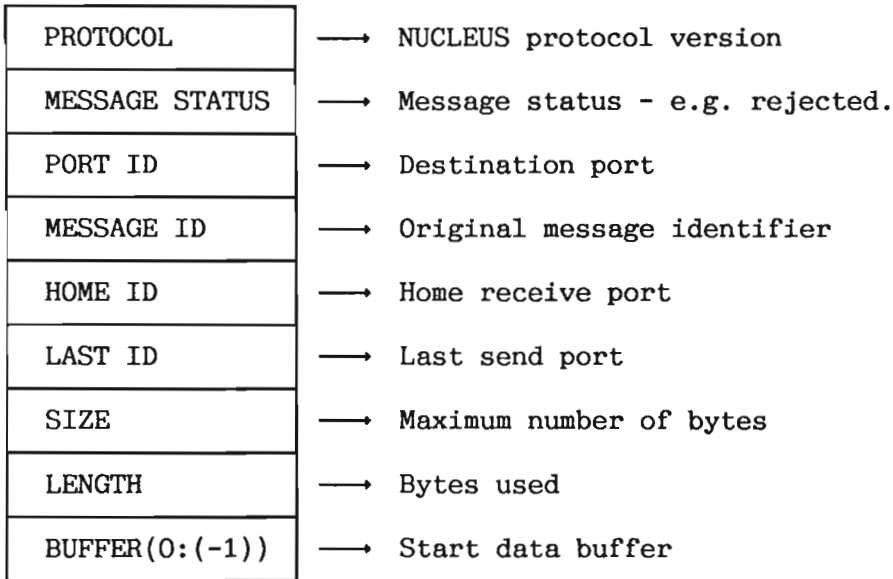 PROTOCOL → NUCLEUS protocol version
MESSAGE STATUS → Message status - e.g. rejected.
PORT ID → Destination port
MESSAGE ID → Original message identifier
HOME ID → Home receive port
LAST ID → Last send port
SIZE → Maximum number of bytes
LENGTH → Bytes used
BUFFER(0:(-1)) → Start data buffer